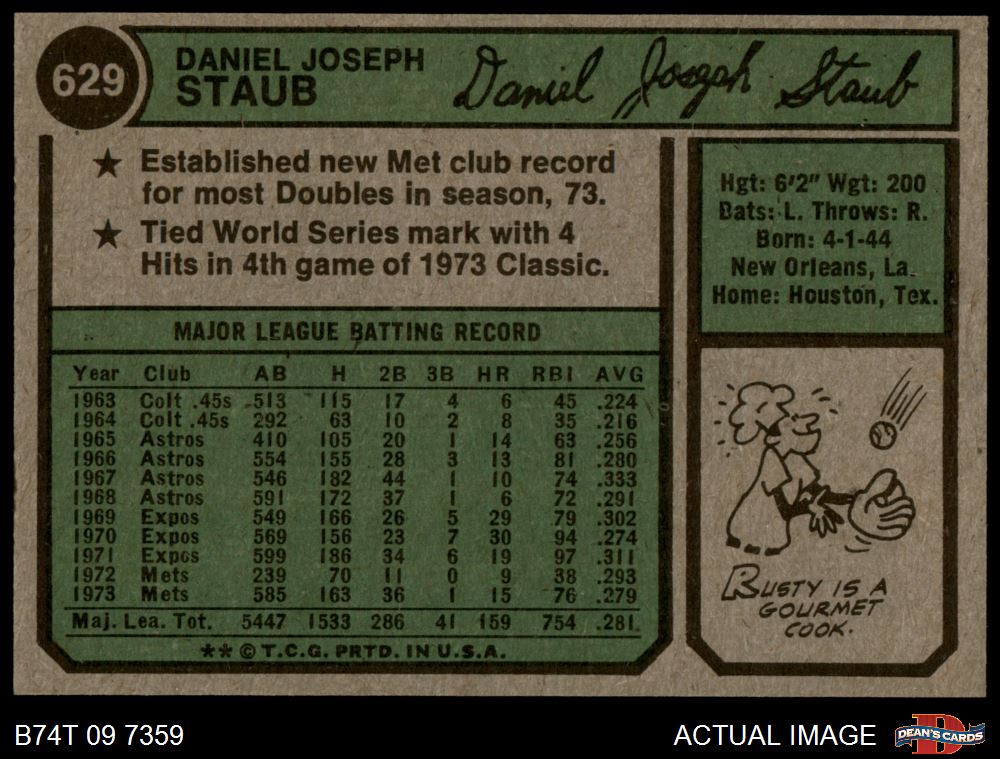 629
DANIEL JOSEPH
STAUB
Daniel Joseph Staub
★ Established new Met club record
for most Doubles in season, 73.
★ Tied World Series mark with 4
Hits in 4th game of 1973 Classic.
Hgt: 6'2" Wgt: 200
Bats: L. Throws: R.
Born: 4-1-44
New Orleans, La.
Home: Houston, Tex.
MAJOR LEAGUE BATTING RECORD
Year Club AB H 2B 3B HR RBI AVG
1963 Colt .45s 513 115 17 4 6 45 .224
1964 Colt .45s 292 63 10 2 8 35 .216
1965 Astros 410 105 20 1 14 63 .256
1966 Astros 554 155 28 3 13 81 .280
1967 Astros 546 182 44 1 10 74 .333
1968 Astros 591 172 37 1 6 72 .291
1969 Expos 549 166 26 5 29 79 .302
1970 Expos 569 156 23 7 30 94 .274
1971 Expos 599 186 34 6 19 97 .311
1972 Mets 239 70 11 0 9 38 .293
1973 Mets 585 163 36 1 15 76 .279
Maj. Lea. Tot. 5447 1533 286 41 159 754 .281
** © T.C.G. PRTD. IN U.S.A.
RUSTY IS A
GOURMET
COOK.
B74T 09 7359
ACTUAL IMAGE
DEAN'S CARDS